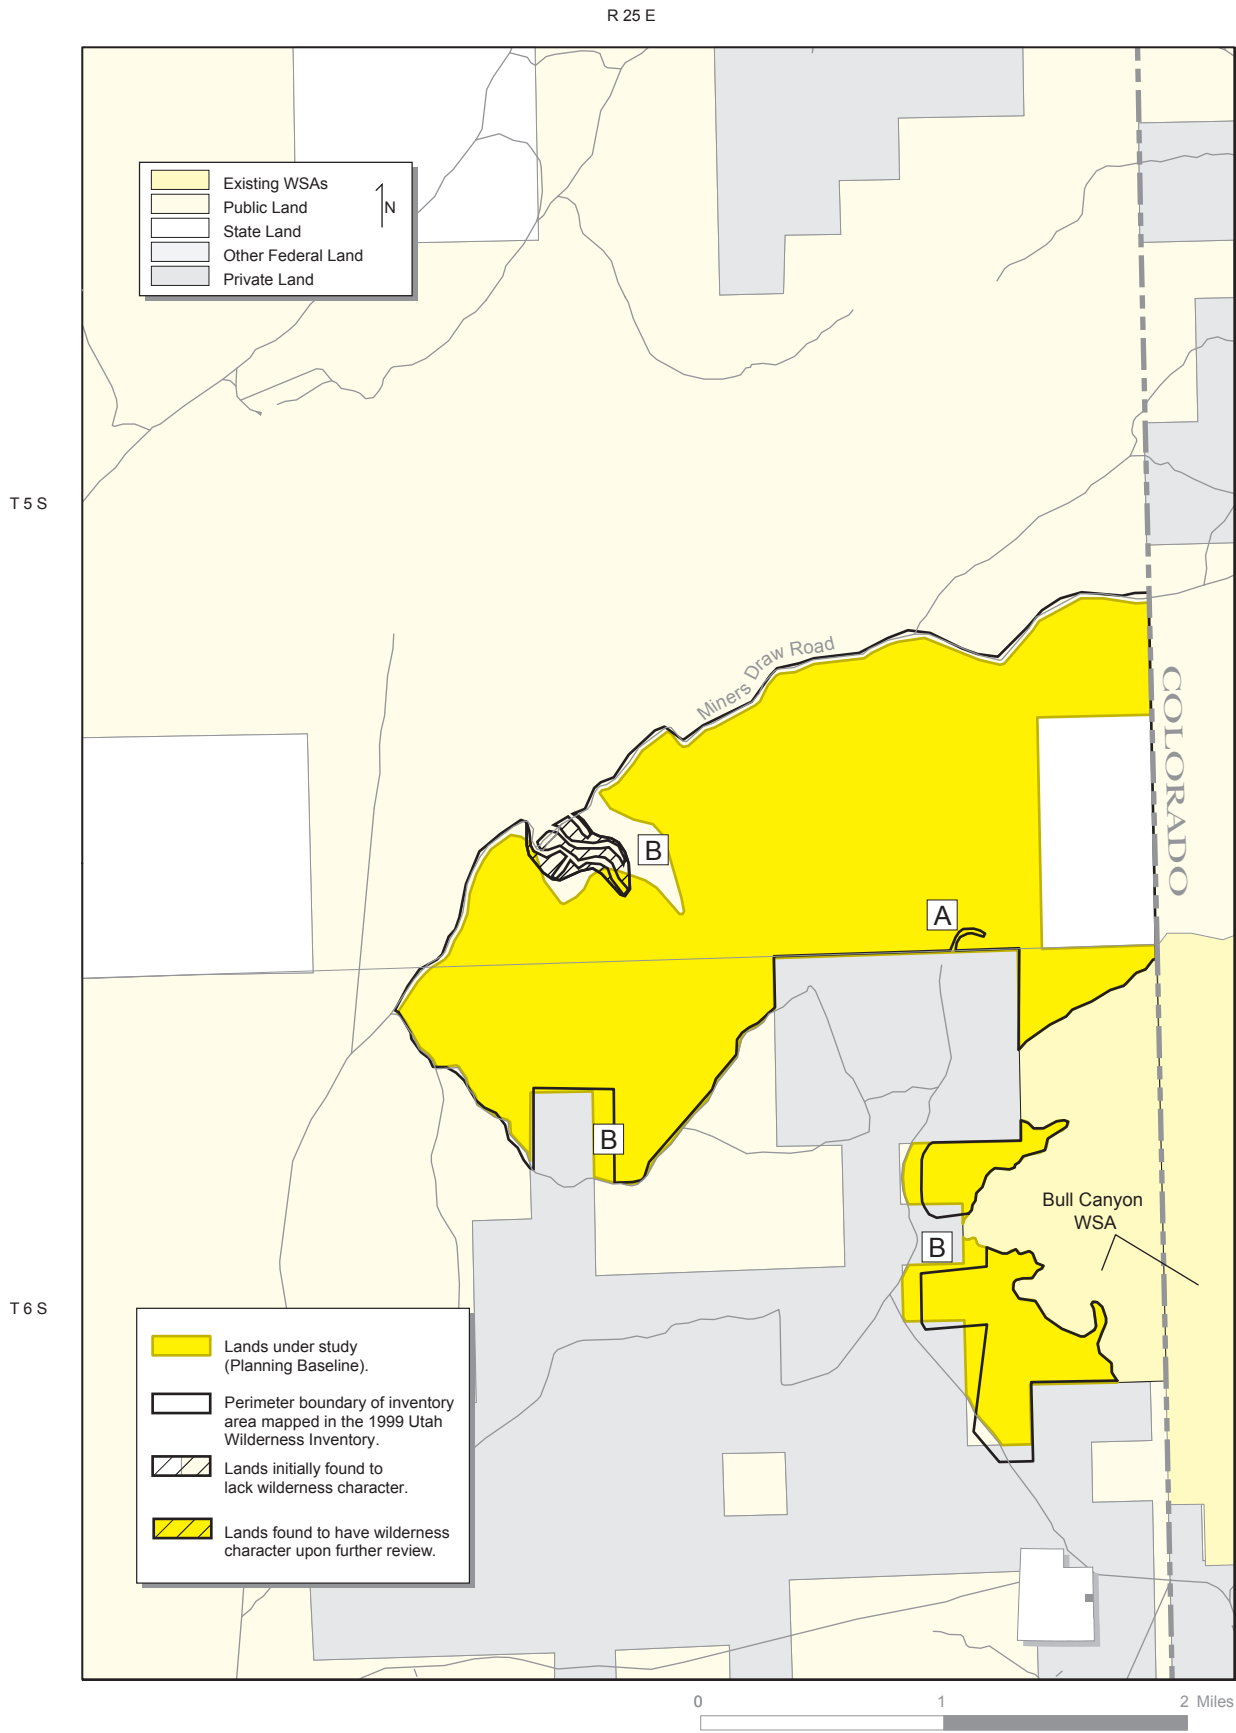 R 25 E
Existing WSAs
Public Land
State Land
Other Federal Land
Private Land
N
T 5 S
Miners Draw Road
COLORADO
B
A
B
Bull Canyon
WSA
B
T 6 S
Lands under study
(Planning Baseline).
Perimeter boundary of inventory
area mapped in the 1999 Utah
Wilderness Inventory.
Lands initially found to
lack wilderness character.
Lands found to have wilderness
character upon further review.
0 1 2 Miles